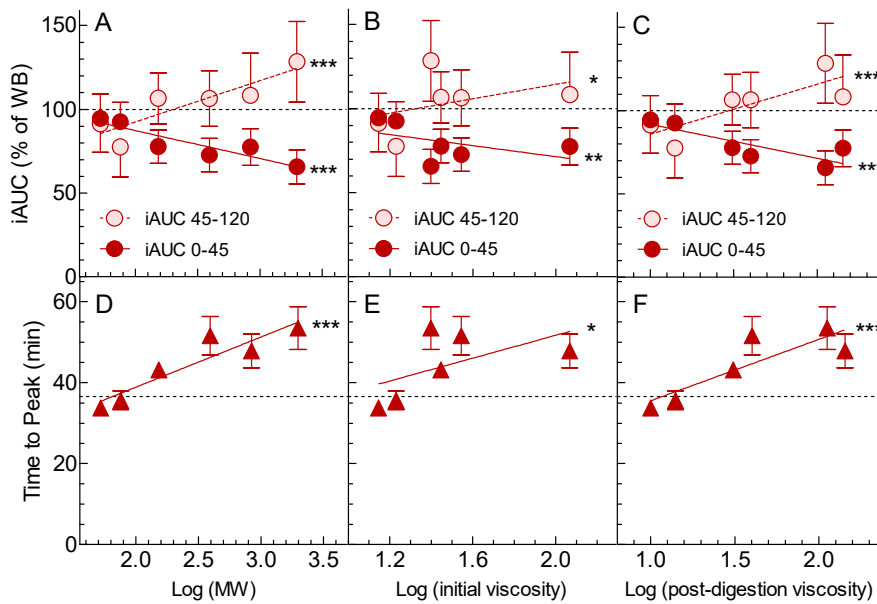 A
B
C
iAUC (% of WB)
150
100
50
0
***
***
*
**
***
***
iAUC 45-120
iAUC 0-45
iAUC 45-120
iAUC 0-45
iAUC 45-120
iAUC 0-45
D
E
F
Time to Peak (min)
60
40
20
0
***
*
***
2.0 2.5 3.0 3.5
1.2 1.6 2.0
1.0 1.5 2.0
Log (MW)
Log (initial viscosity)
Log (post-digestion viscosity)